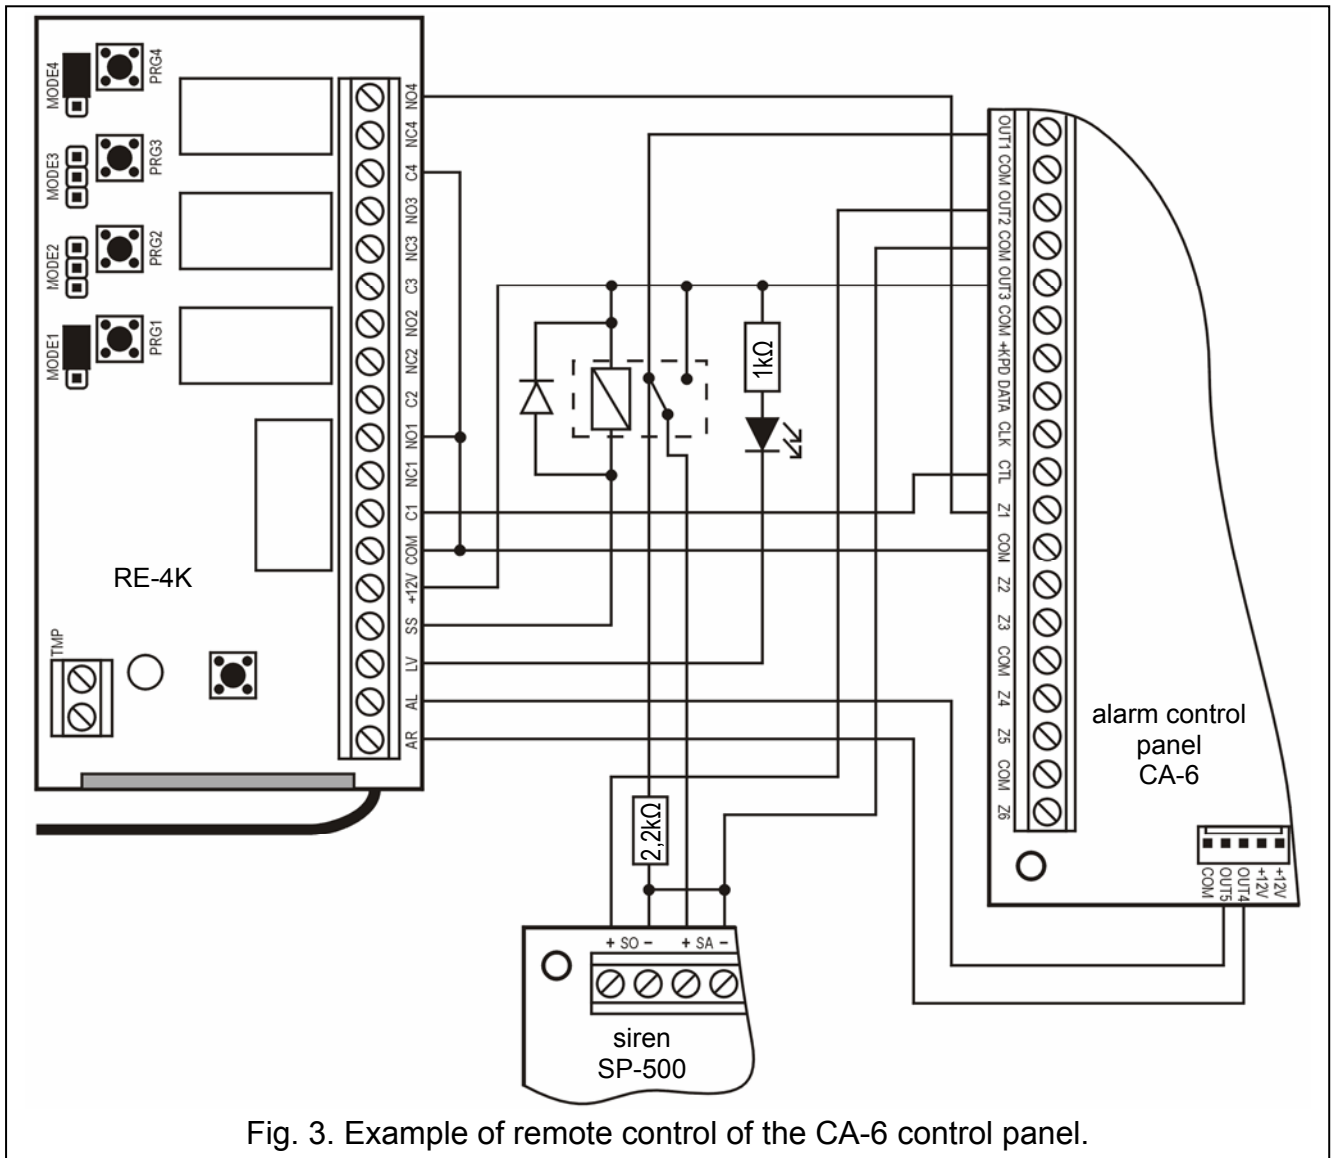 MODE4
PRG4
MODE3
PRG3
MODE2
PRG2
MODE1
PRG1
NO4
NC4
C4
NO3
NC3
C3
NO2
NC2
C2
NO1
NC1
C1
COM
+12V
SS
LV
AL
AR
RE-4K
TMP
1kΩ
2,2kΩ
OUT1
COM
OUT2
COM
OUT3
COM
+KPD
DATA
CLK
CTL
Z1
COM
Z2
Z3
COM
Z4
Z5
COM
Z6
alarm control
panel
CA-6
COM
OUT5
OUT4
+12V
+12V
+ SO − + SA −
siren
SP-500
Fig. 3. Example of remote control of the CA-6 control panel.